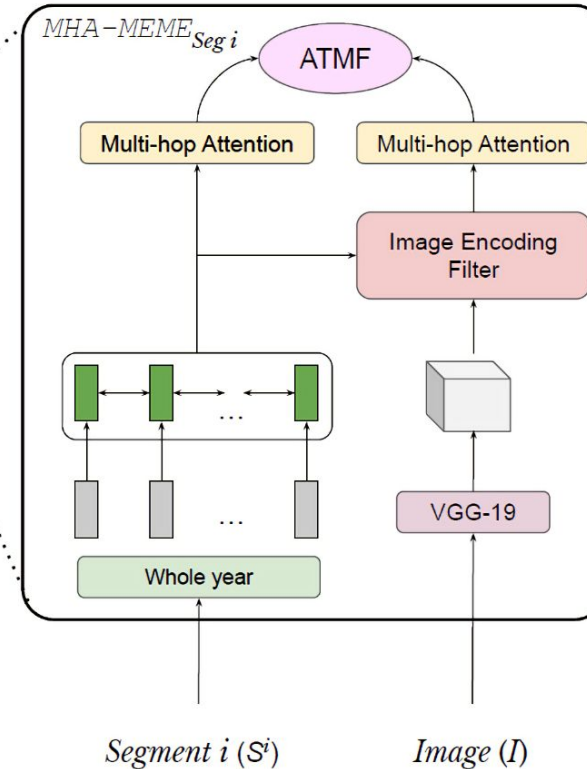 MHA-MEME Seg i
ATMF
Multi-hop Attention
Multi-hop Attention
Image Encoding
Filter
...
...
VGG-19
Whole year
Segment i (Sⁱ)
Image (I)